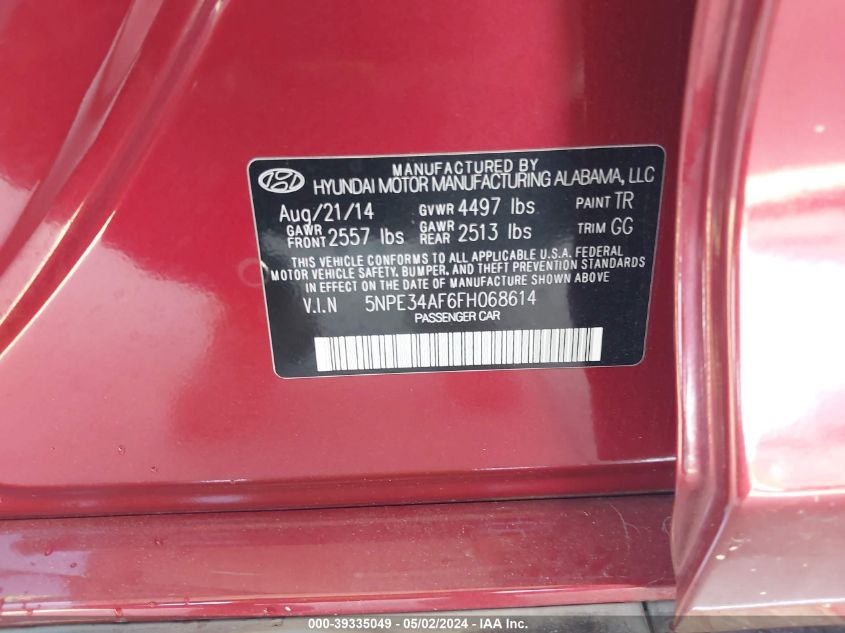 MANUFACTURED BY
HYUNDAI MOTOR MANUFACTURING ALABAMA, LLC
Aug/21/14 GVWR 4497 lbs PAINT TR
GAWR FRONT 2557 lbs GAWR REAR 2513 lbs TRIM GG
THIS VEHICLE CONFORMS TO ALL APPLICABLE U.S.A. FEDERAL
MOTOR VEHICLE SAFETY, BUMPER, AND THEFT PREVENTION STANDARDS
IN EFFECT ON THE DATE OF MANUFACTURE SHOWN ABOVE
V.I.N 5NPE34AF6FH068614
PASSENGER CAR
000-39335049 - 05/02/2024 - IAA Inc.